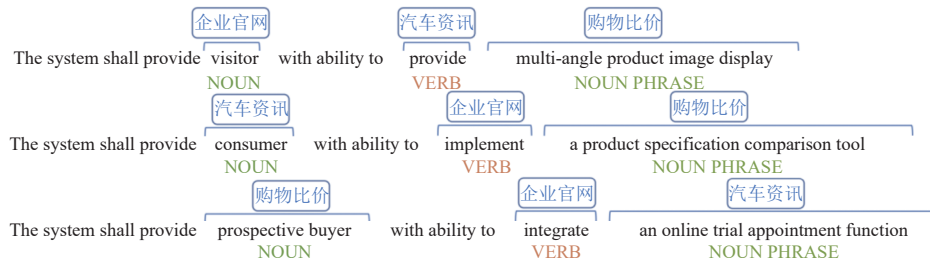 企业官网 汽车资讯 购物比价
The system shall provide visitor with ability to provide multi-angle product image display
NOUN VERB NOUN PHRASE
汽车资讯 企业官网 购物比价
The system shall provide consumer with ability to implement a product specification comparison tool
NOUN VERB NOUN PHRASE
购物比价 企业官网 汽车资讯
The system shall provide prospective buyer with ability to integrate an online trial appointment function
NOUN VERB NOUN PHRASE